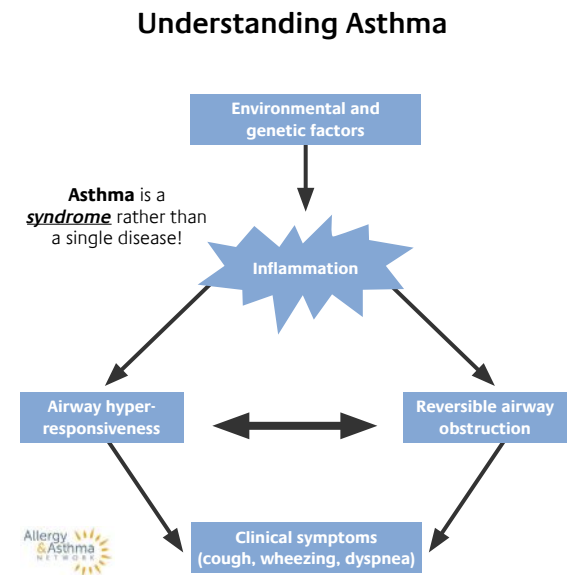 Understanding Asthma
Environmental and
genetic factors
Asthma is a
syndrome rather than
a single disease!
Inflammation
Airway hyper-
responsiveness
Reversible airway
obstruction
Clinical symptoms
(cough, wheezing, dyspnea)
Allergy
&Asthma
NETWORK